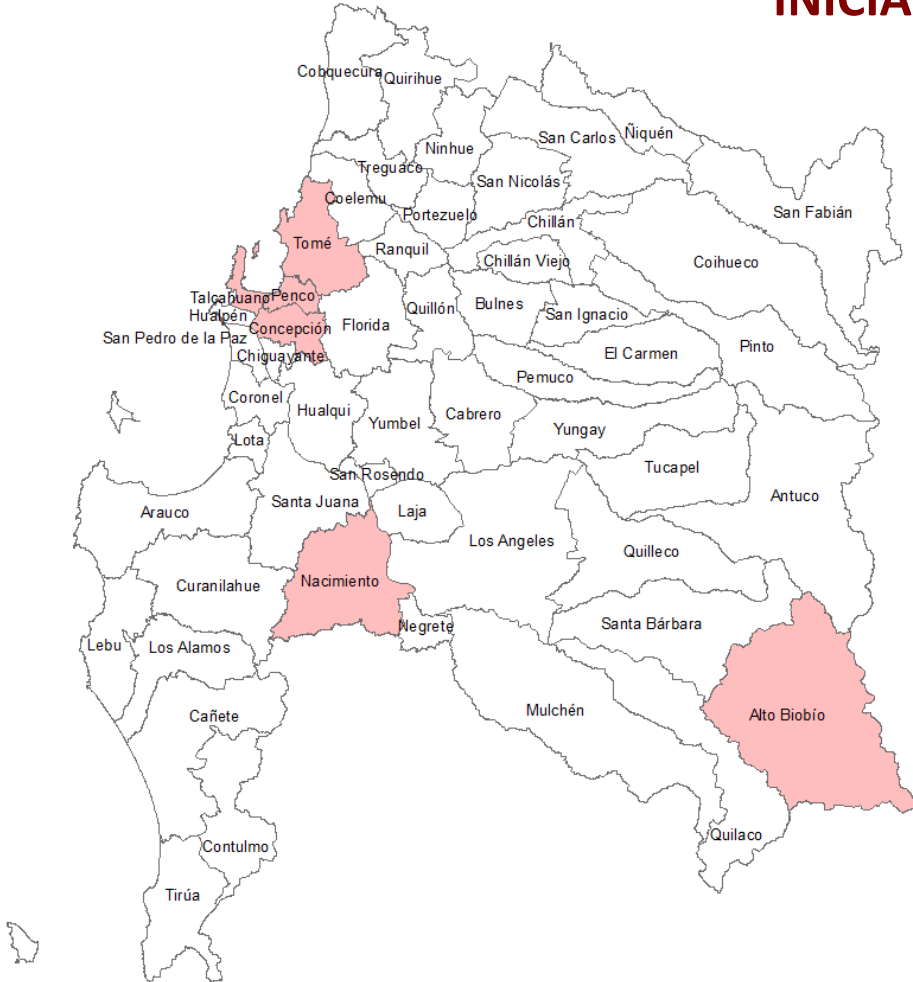 INICIA
Cobquecura
Quirihue
Ninhue
San Carlos
Ñiquén
Treguaco
San Nicolás
Coelemu
Portezuelo
Chillán
San Fabián
Tomé
Ranquil
Chillán Viejo
Coihueco
Talcahuano
Penco
Hualpén
Quillón
Bulnes
San Ignacio
Concepción
Florida
San Pedro de la Paz
Chiguayante
El Carmen
Pinto
Pemuco
Coronel
Hualqui
Yumbel
Cabrero
Yungay
Lota
San Rosendo
Tucapel
Santa Juana
Laja
Antuco
Arauco
Los Angeles
Quilleco
Curanilahue
Nacimiento
Negrete
Santa Bárbara
Lebu
Los Alamos
Cañete
Mulchén
Alto Biobío
Contulmo
Quilaco
Tirúa